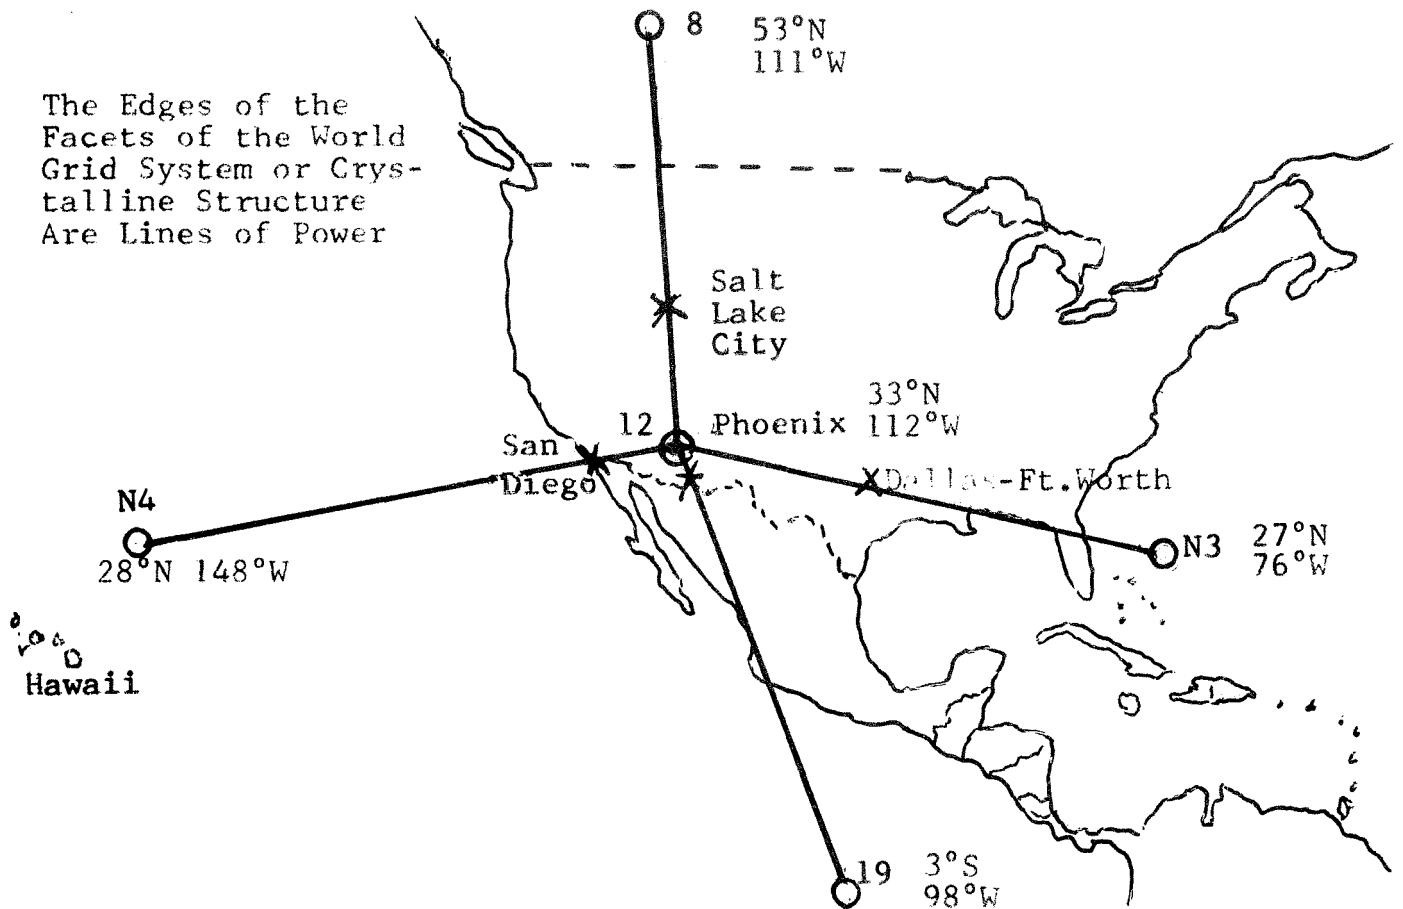 8
53°N
111°W
The Edges of the
Facets of the World
Grid System or Crys-
talline Structure
Are Lines of Power
Salt
Lake
City
33°N
12 Phoenix 112°W
San
Diego
Dallas-Ft.Worth
N4
28°N 148°W
N3 27°N
76°W
Hawaii
19 3°S
98°W